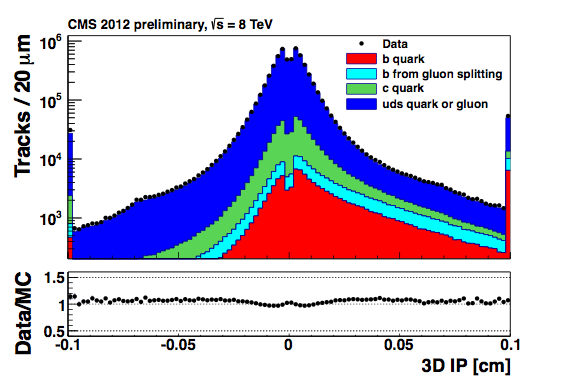 CMS 2012 preliminary, √s = 8 TeV
Tracks / 20 μm
10⁶
10⁵
10⁴
10³
Data
b quark
b from gluon splitting
c quark
uds quark or gluon
Data/MC
1.5
1
0.5
-0.1
-0.05
0
0.05
0.1
3D IP [cm]